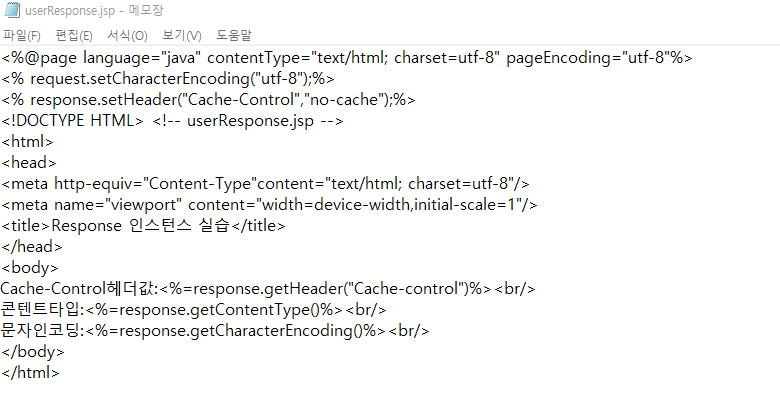 userResponse.jsp - 메모장
파일(F) 편집(E) 서식(O) 보기(V) 도움말
<%@page language="java" contentType="text/html; charset=utf-8" pageEncoding="utf-8"%>
<% request.setCharacterEncoding("utf-8");%>
<% response.setHeader("Cache-Control","no-cache");%>
<!DOCTYPE HTML> <!-- userResponse.jsp -->
<html>
<head>
<meta http-equiv="Content-Type"content="text/html; charset=utf-8"/>
<meta name="viewport" content="width=device-width,initial-scale=1"/>
<title>Response 인스턴스 실습</title>
</head>
<body>
Cache-Control헤더값:<%=response.getHeader("Cache-control")%><br/>
콘텐트타입:<%=response.getContentType()%><br/>
문자인코딩:<%=response.getCharacterEncoding()%><br/>
</body>
</html>